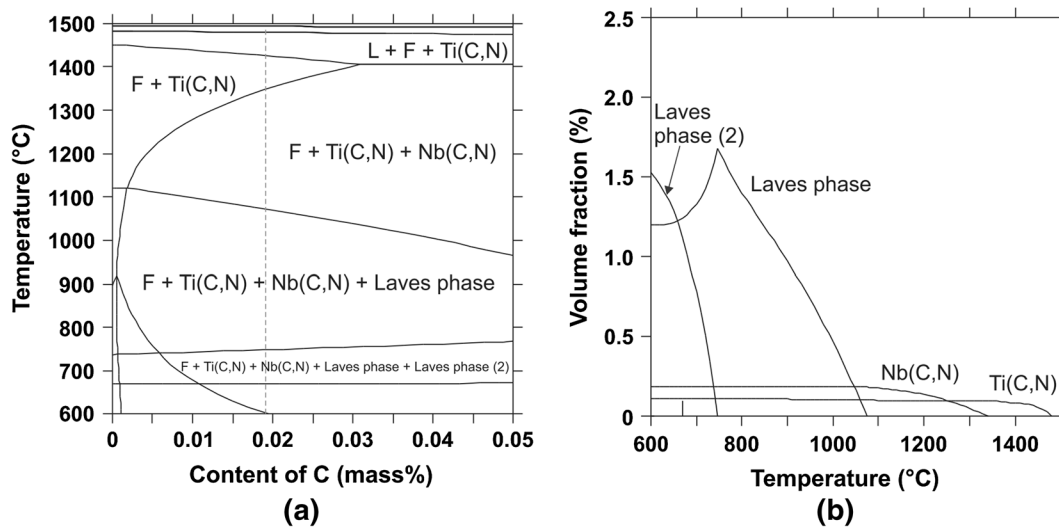 1500
1400
1300
1200
1100
1000
900
800
700
600
Temperature (°C)
L + F + Ti(C,N)
F + Ti(C,N)
F + Ti(C,N) + Nb(C,N)
F + Ti(C,N) + Nb(C,N) + Laves phase
F + Ti(C,N) + Nb(C,N) + Laves phase + Laves phase (2)
0 0.01 0.02 0.03 0.04 0.05
Content of C (mass%)
(a)
2.5
2.0
1.5
1.0
0.5
0
Volume fraction (%)
Laves
phase (2)
Laves phase
Nb(C,N)
Ti(C,N)
600 800 1000 1200 1400
Temperature (°C)
(b)